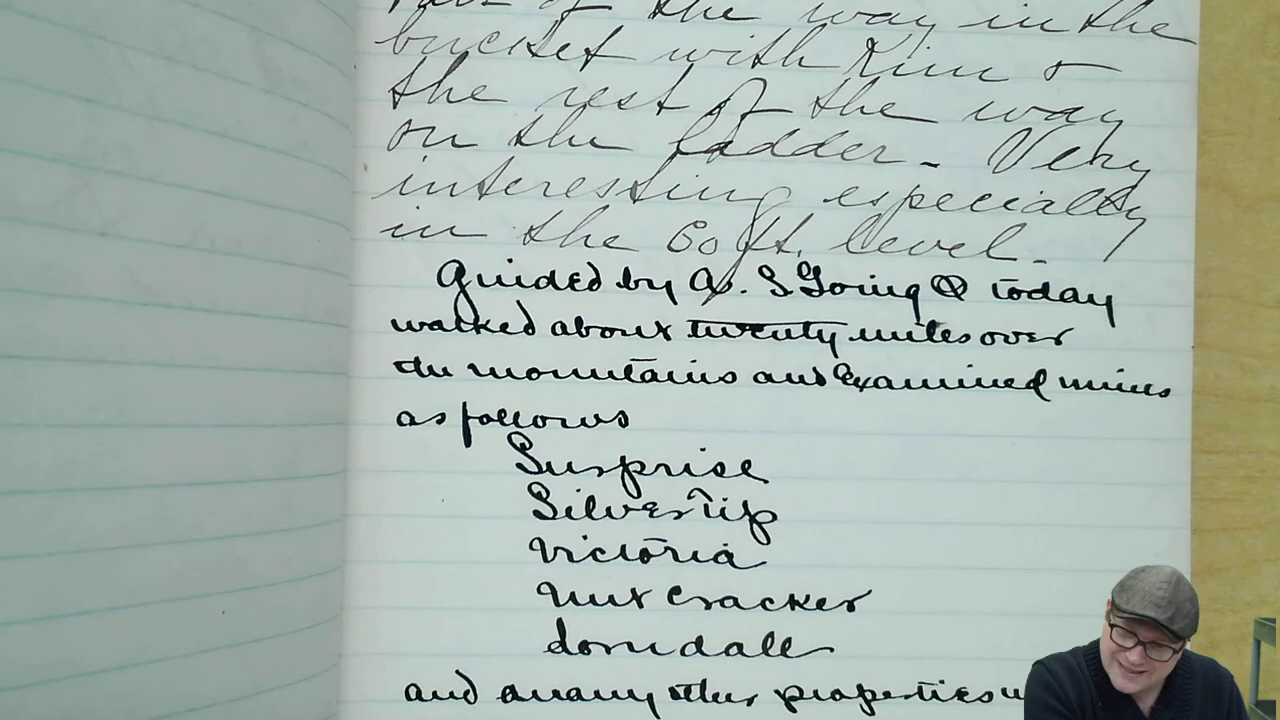 of the way in the
bucket with Kim &
the rest of the way
on the ladder. Very
interesting especially
in the 60 ft. level.
Guided by A. S Going I today
walked about twenty miles over
the mountains and Examined mines
as follows
Surprise
Silver Tip
Victoria
Nut Cracker
and many other properties